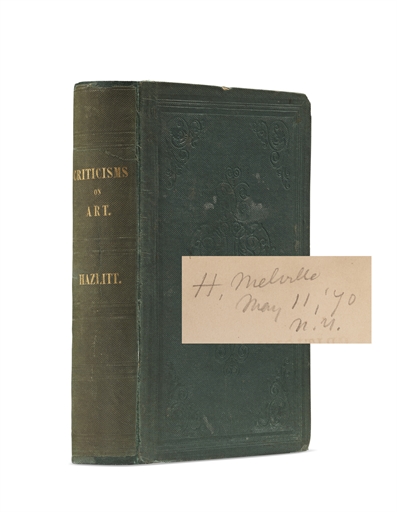 CRITICISMS
ON
ART.
HAZLITT.
H. Melville
May 11, '70
N.Y.